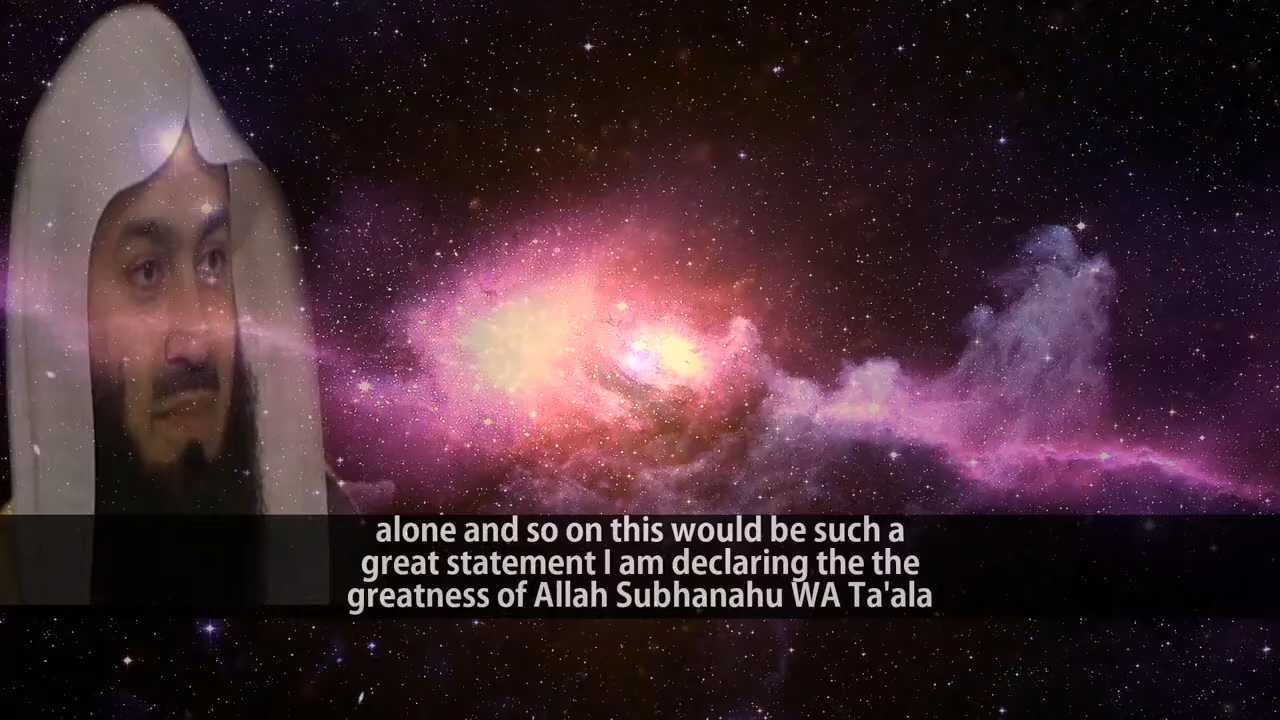 alone and so on this would be such a
great statement I am declaring the the
greatness of Allah Subhanahu WA Ta'ala